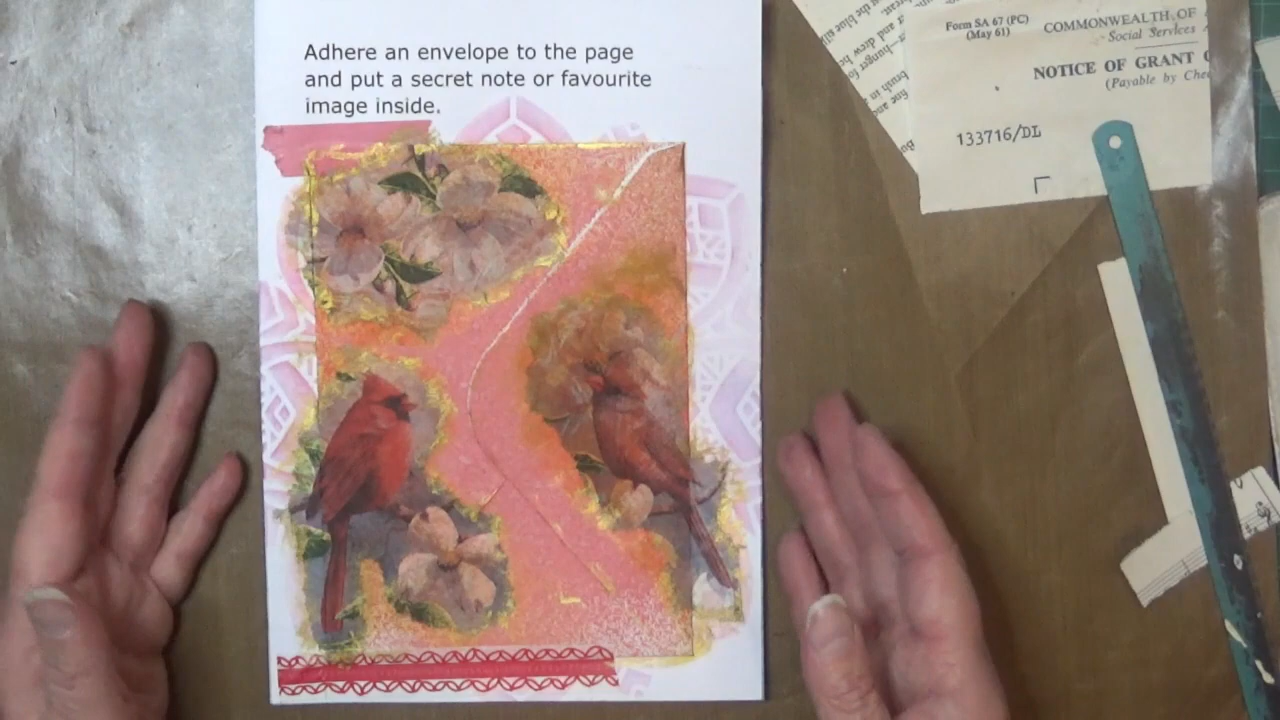 Adhere an envelope to the page
and put a secret note or favourite
image inside.
Form SA 67 (PC)
(May 61)
COMMONWEALTH OF
Social Services
NOTICE OF GRANT
(Payable by
133716/DL